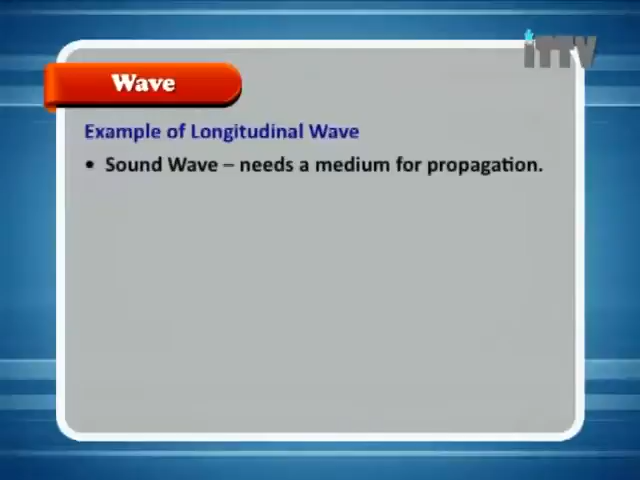 iTTV
Wave
Example of Longitudinal Wave
• Sound Wave – needs a medium for propagation.